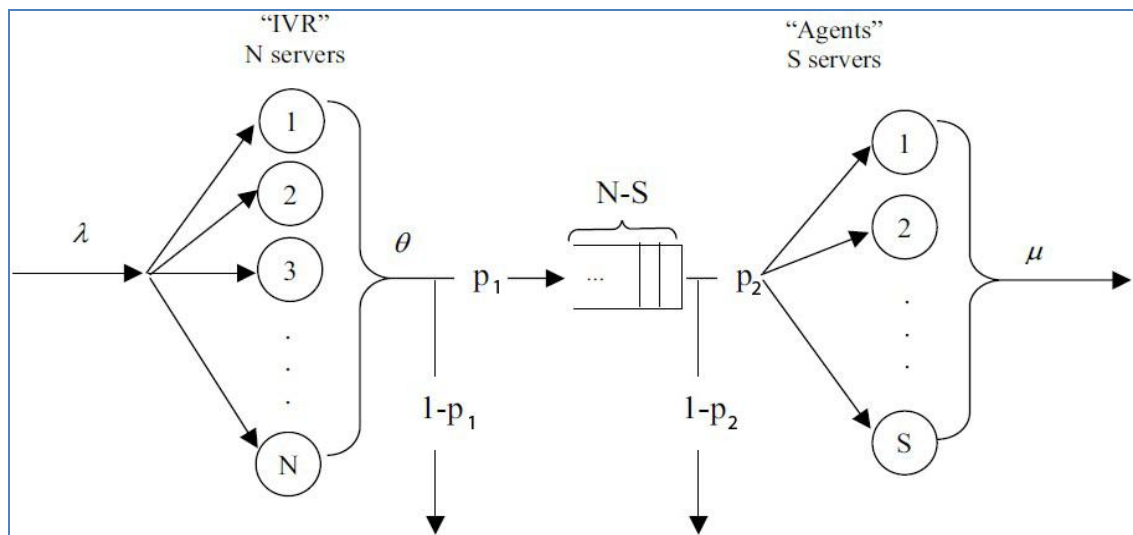 “IVR”
N servers
“Agents”
S servers
λ
1
2
3
.
.
.
N
θ
1-p₁
p₁
N-S
...
1-p₂
p₂
1
2
.
.
.
S
μ